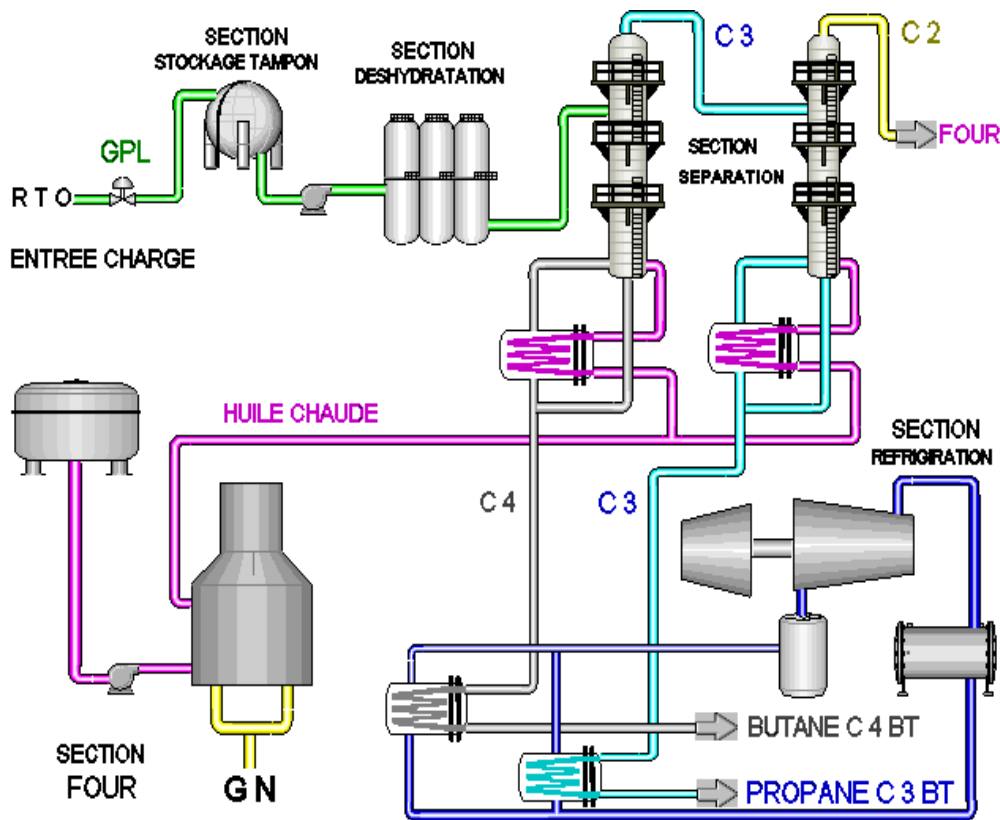 SECTION
STOCKAGE TAMPON
SECTION
DESHYDRATATION
C 3
C 2
GPL
FOUR
SECTION
SEPARATION
R T O
ENTREE CHARGE
HUILE CHAUDE
SECTION
REFRIGIRATION
C 4
C 3
BUTANE C 4 BT
SECTION
FOUR
G N
PROPANE C 3 BT